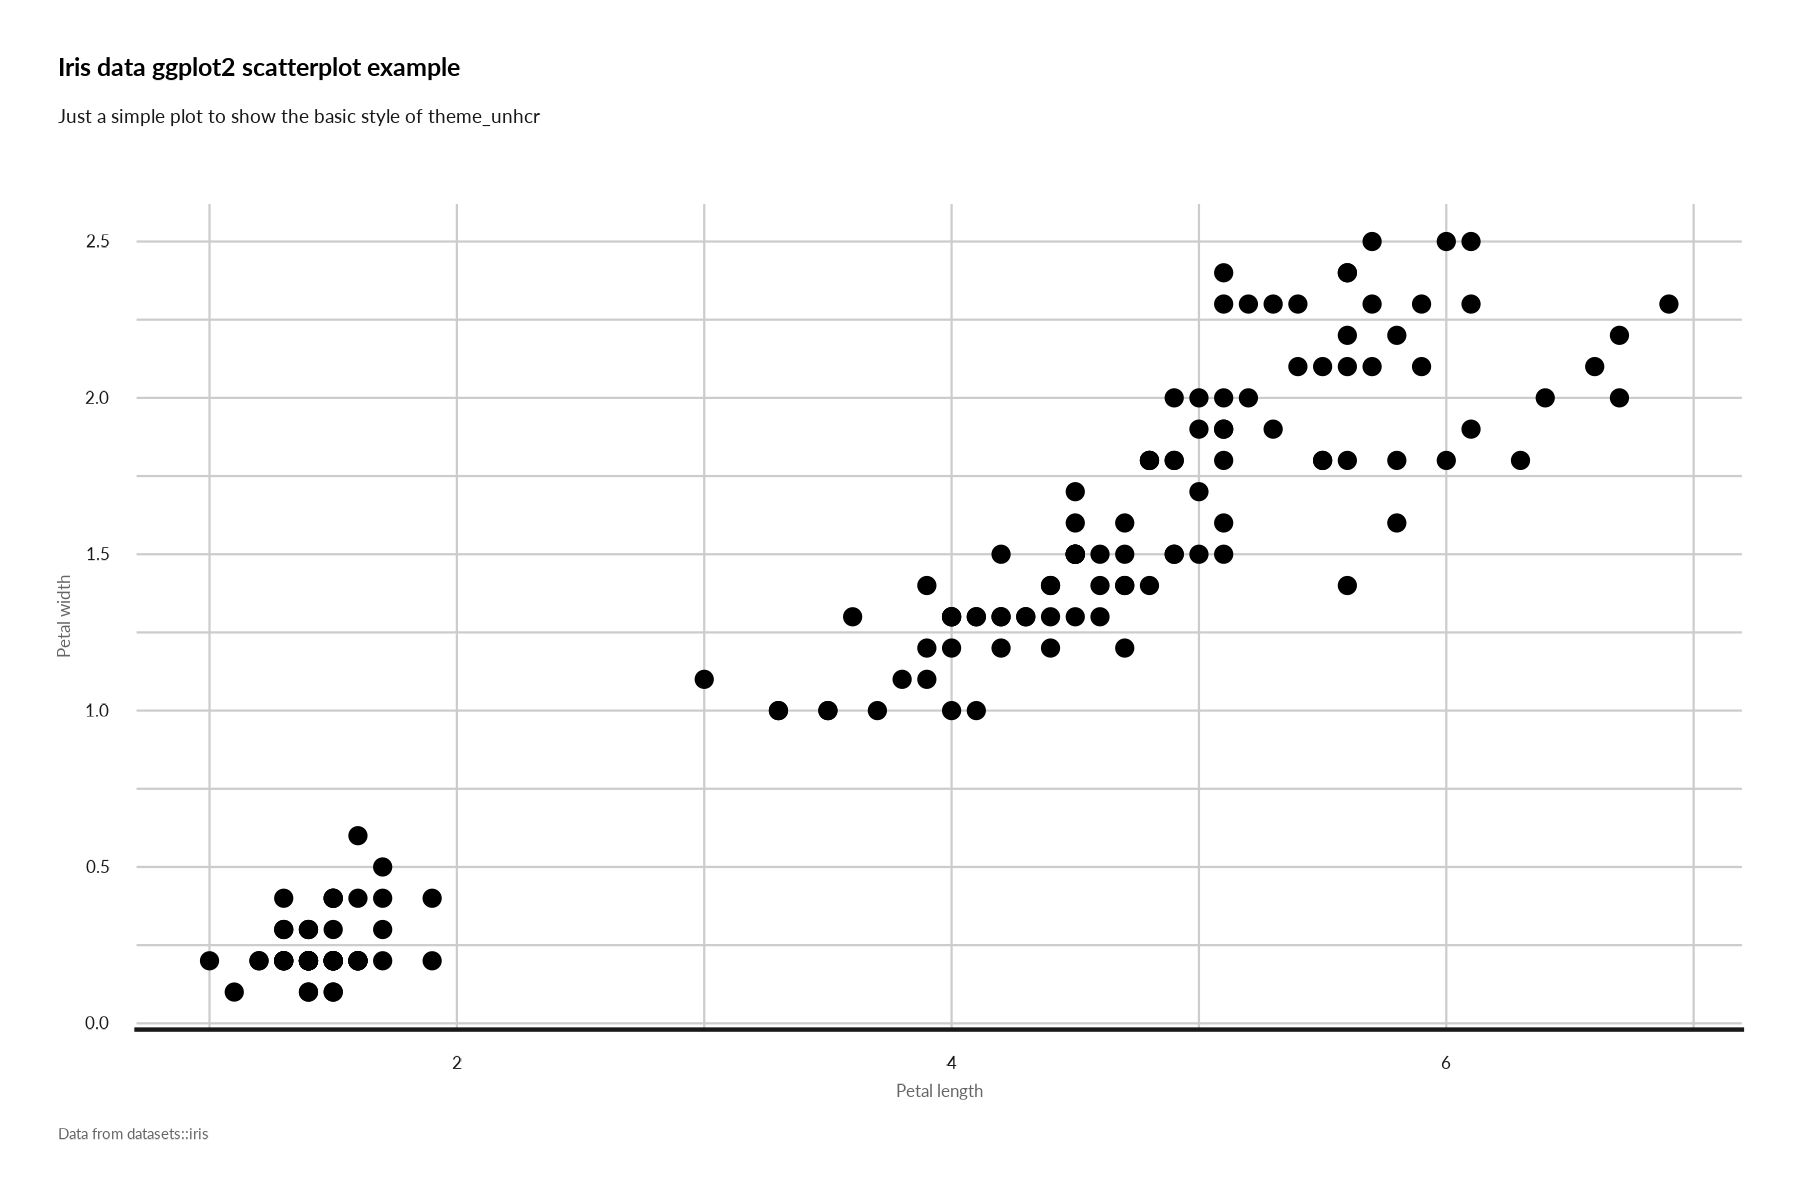 Iris data ggplot2 scatterplot example
Just a simple plot to show the basic style of theme_unhcr
2.5
2.0
1.5
1.0
0.5
0.0
Petal width
2
4
6
Petal length
Data from datasets::iris